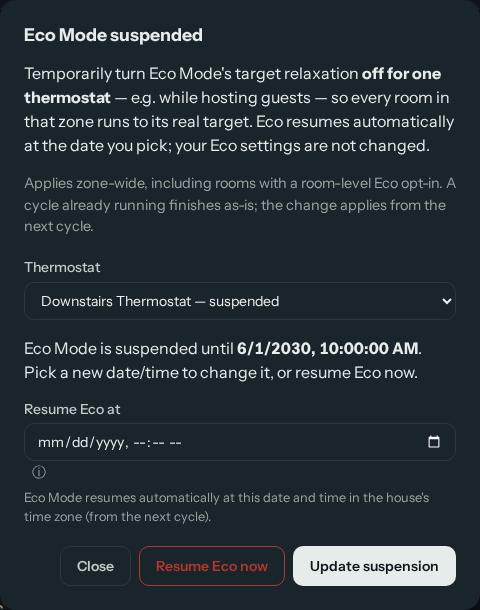 Eco Mode suspended
Temporarily turn Eco Mode's target relaxation off for one
thermostat — e.g. while hosting guests — so every room in
that zone runs to its real target. Eco resumes automatically
at the date you pick; your Eco settings are not changed.
Applies zone-wide, including rooms with a room-level Eco opt-in. A
cycle already running finishes as-is; the change applies from the
next cycle.
Thermostat
Downstairs Thermostat — suspended
Eco Mode is suspended until 6/1/2030, 10:00:00 AM.
Pick a new date/time to change it, or resume Eco now.
Resume Eco at
mm/dd/yyyy, --:-- --
Eco Mode resumes automatically at this date and time in the house's
time zone (from the next cycle).
Close Resume Eco now Update suspension